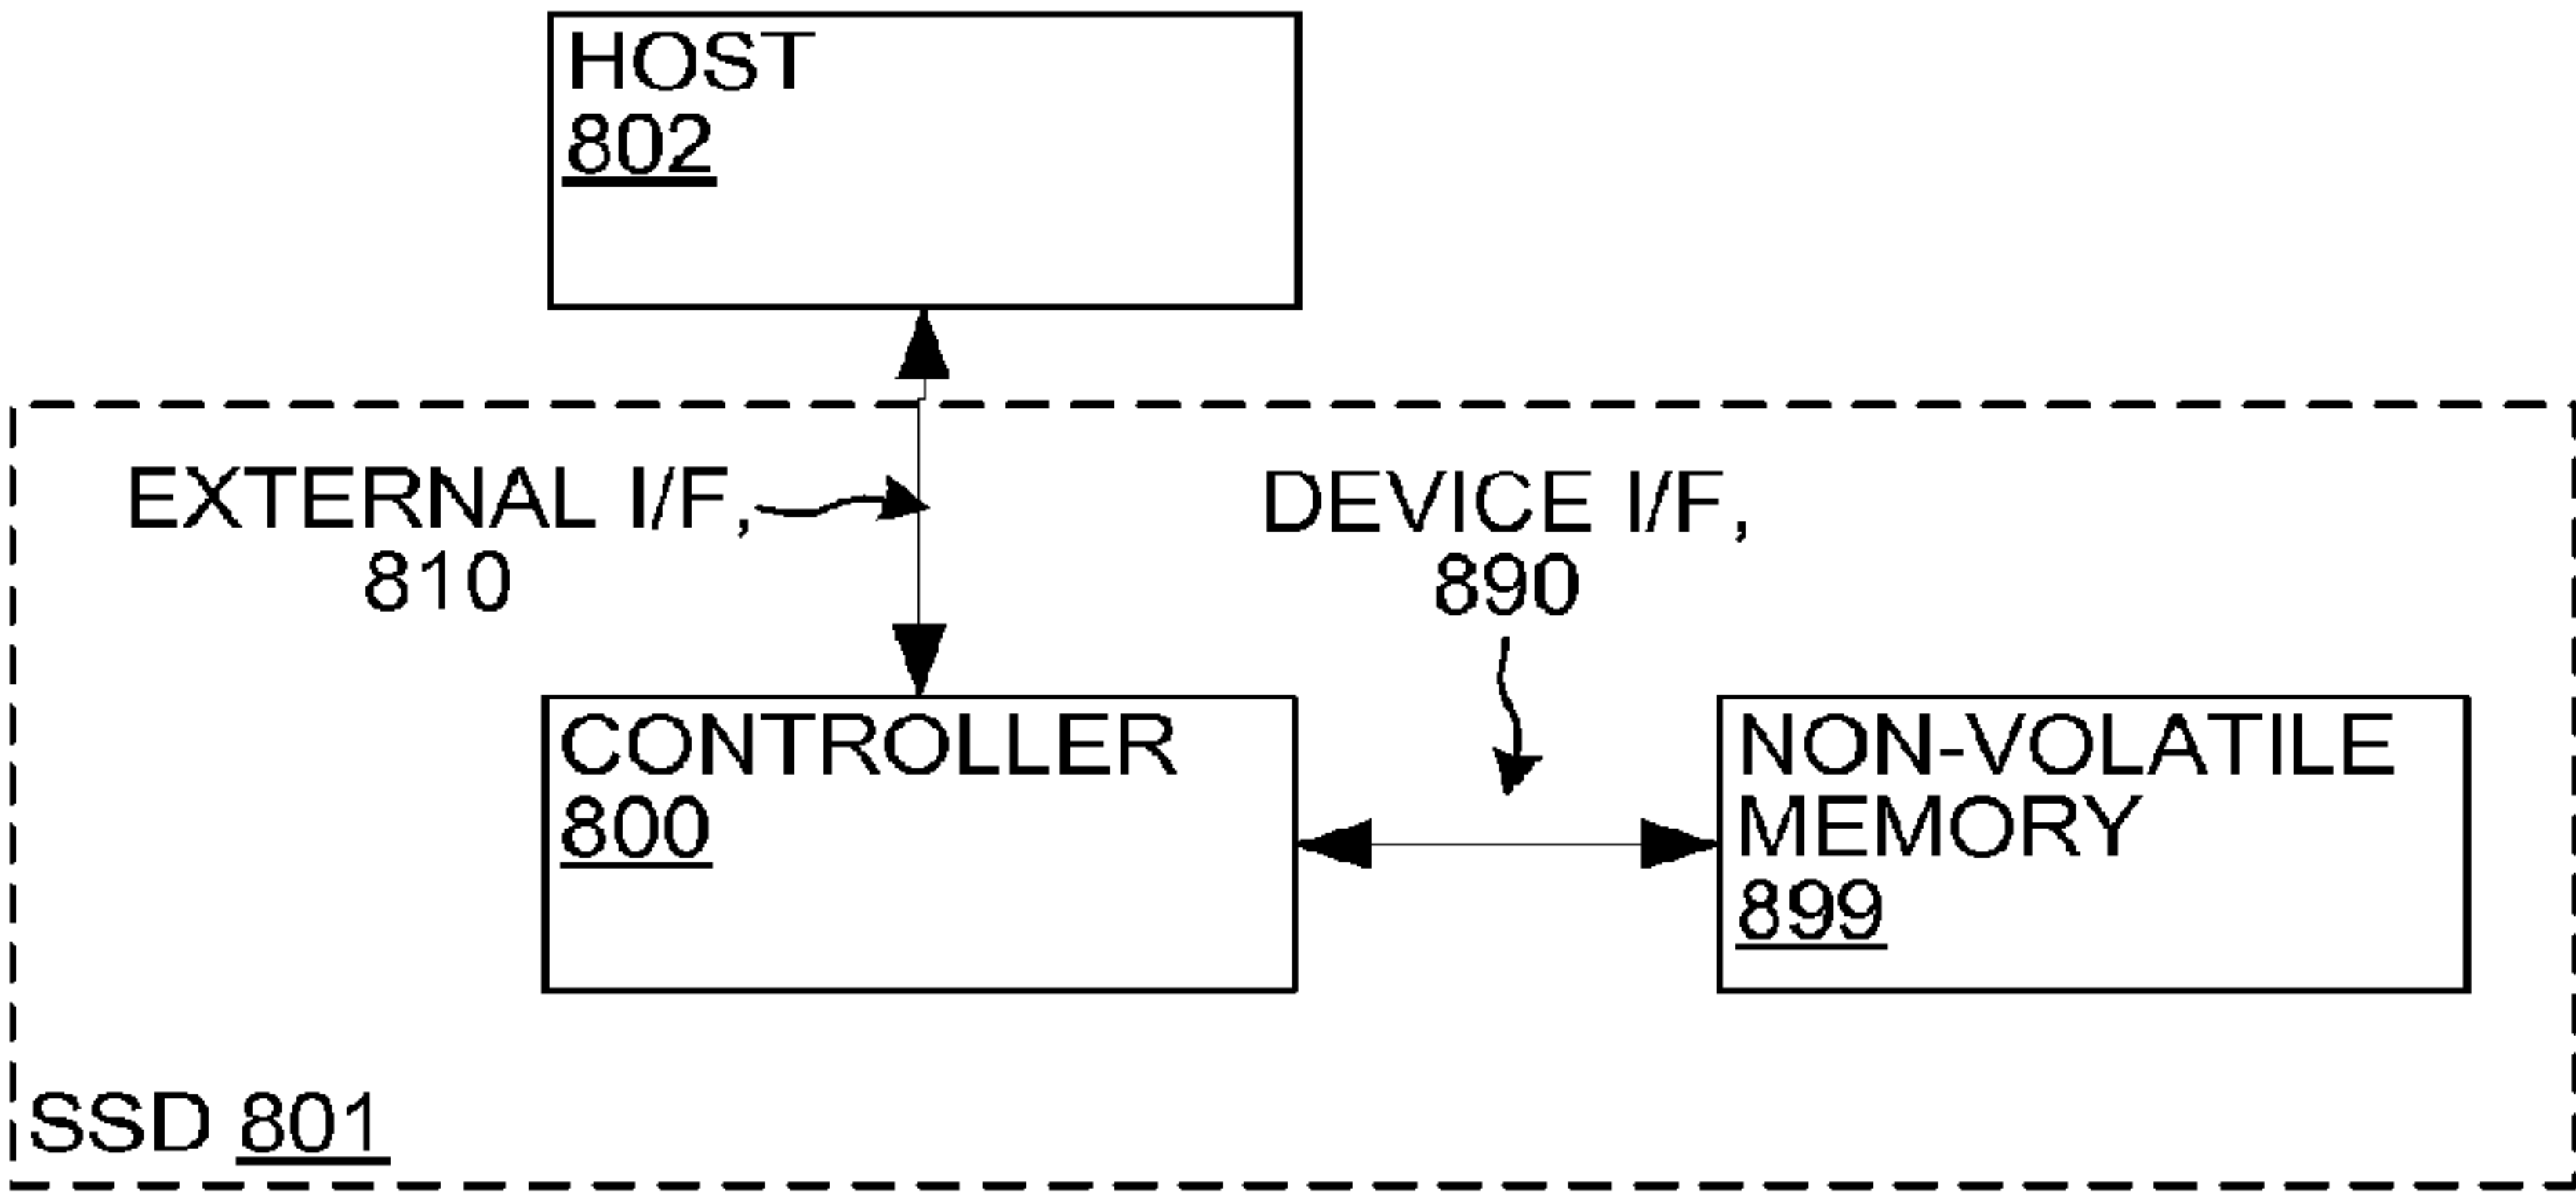 HOST
802
EXTERNAL I/F,
810
DEVICE I/F,
890
CONTROLLER
800
NON-VOLATILE
MEMORY
899
SSD 801